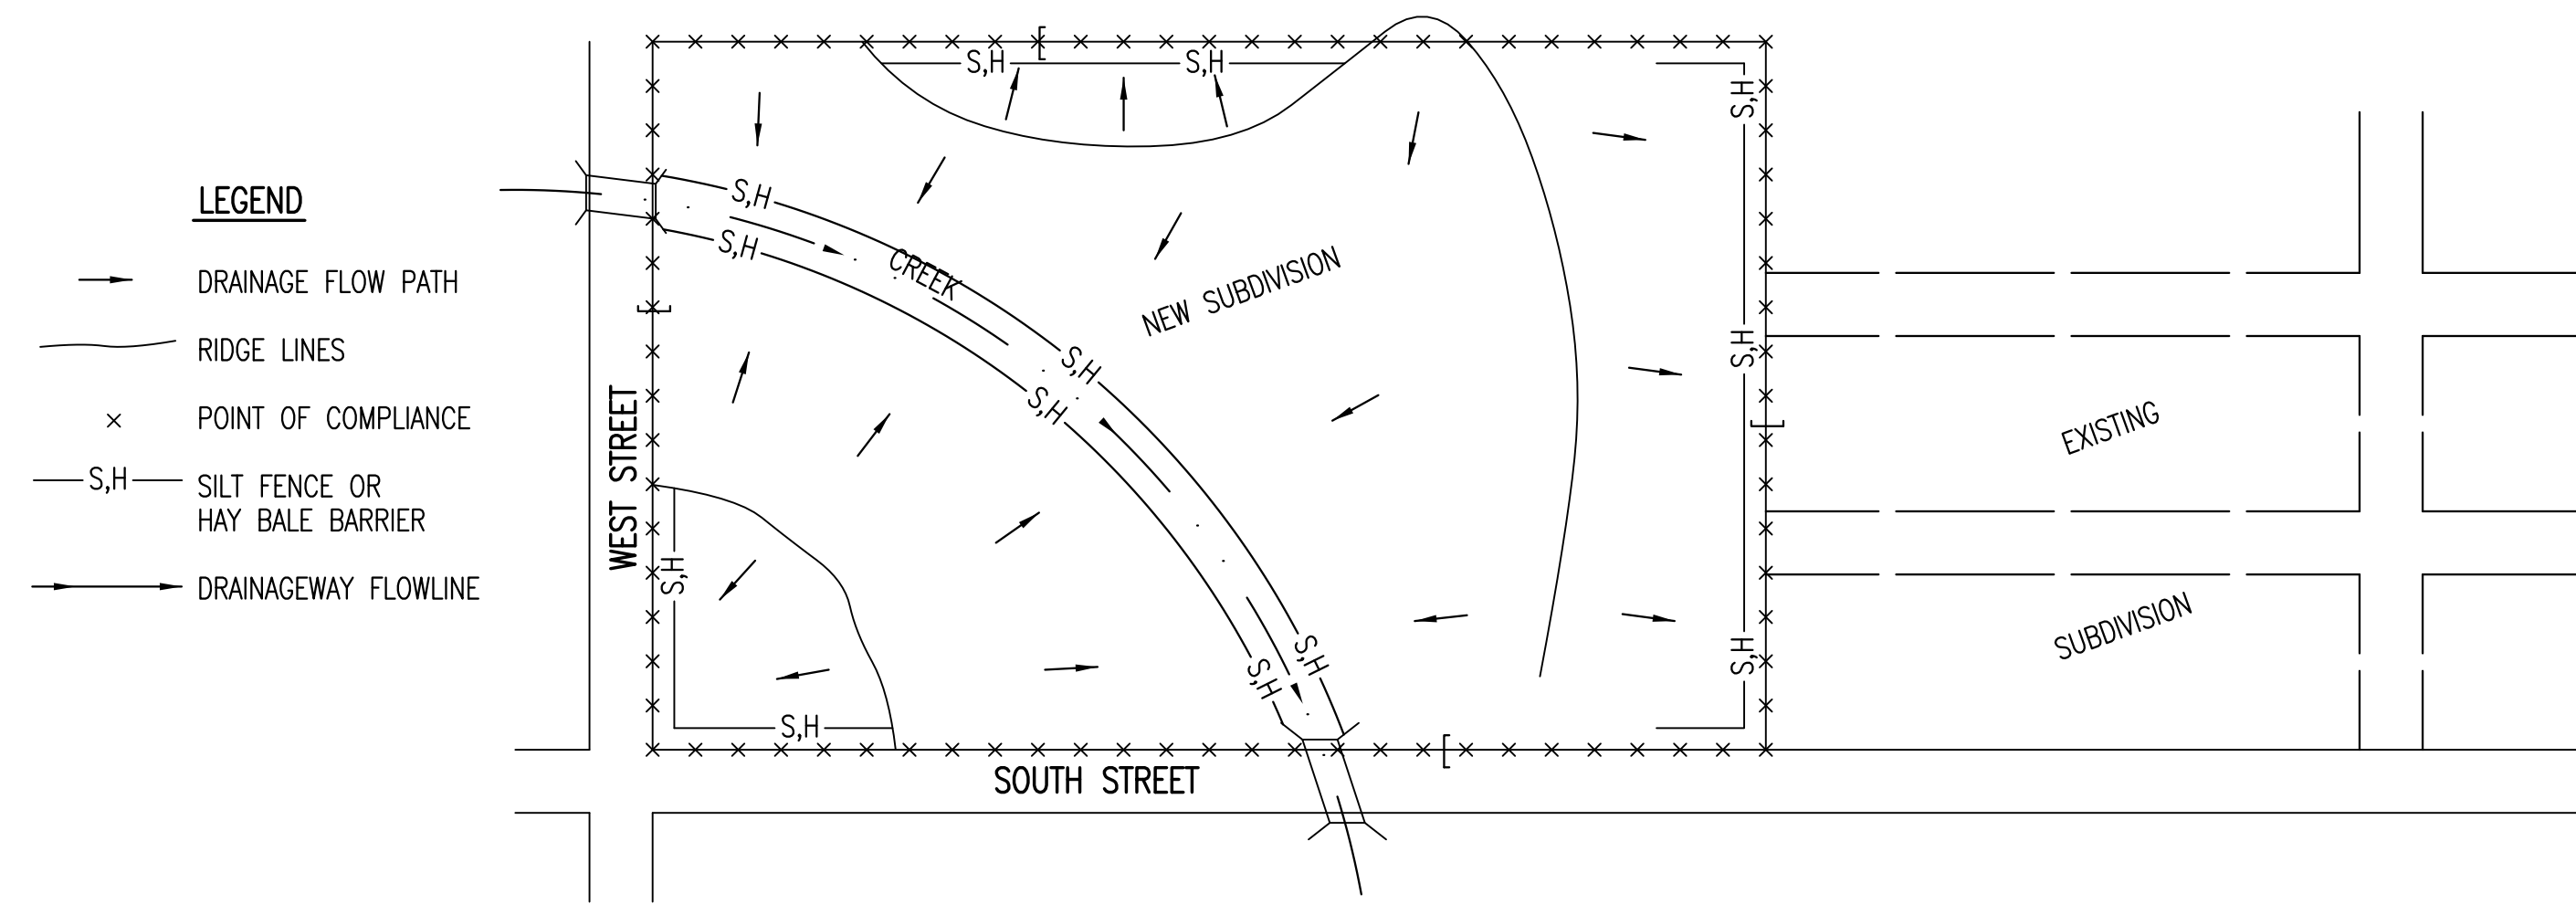 LEGEND
DRAINAGE FLOW PATH
RIDGE LINES
POINT OF COMPLIANCE
S,H
SILT FENCE OR
HAY BALE BARRIER
DRAINAGEWAY FLOWLINE
S,H
S,H
S,H
S,H
S,H
CREEK
NEW SUBDIVISION
S,H
S,H
S,H
WEST STREET
EXISTING
S,H
SUBDIVISION
S,H
S,H
S,H
S,H
SOUTH STREET